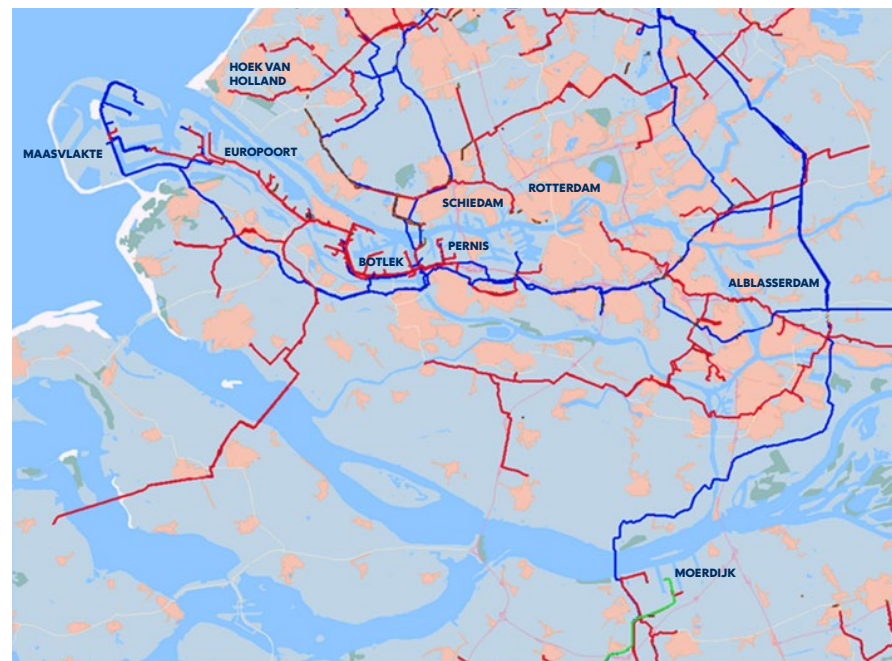 HOEK VAN
HOLLAND
MAASVLAKTE
EUROPOORT
ROTTERDAM
SCHIEDAM
PERNIS
BOTLEK
ALBLASSERDAM
MOERDIJK